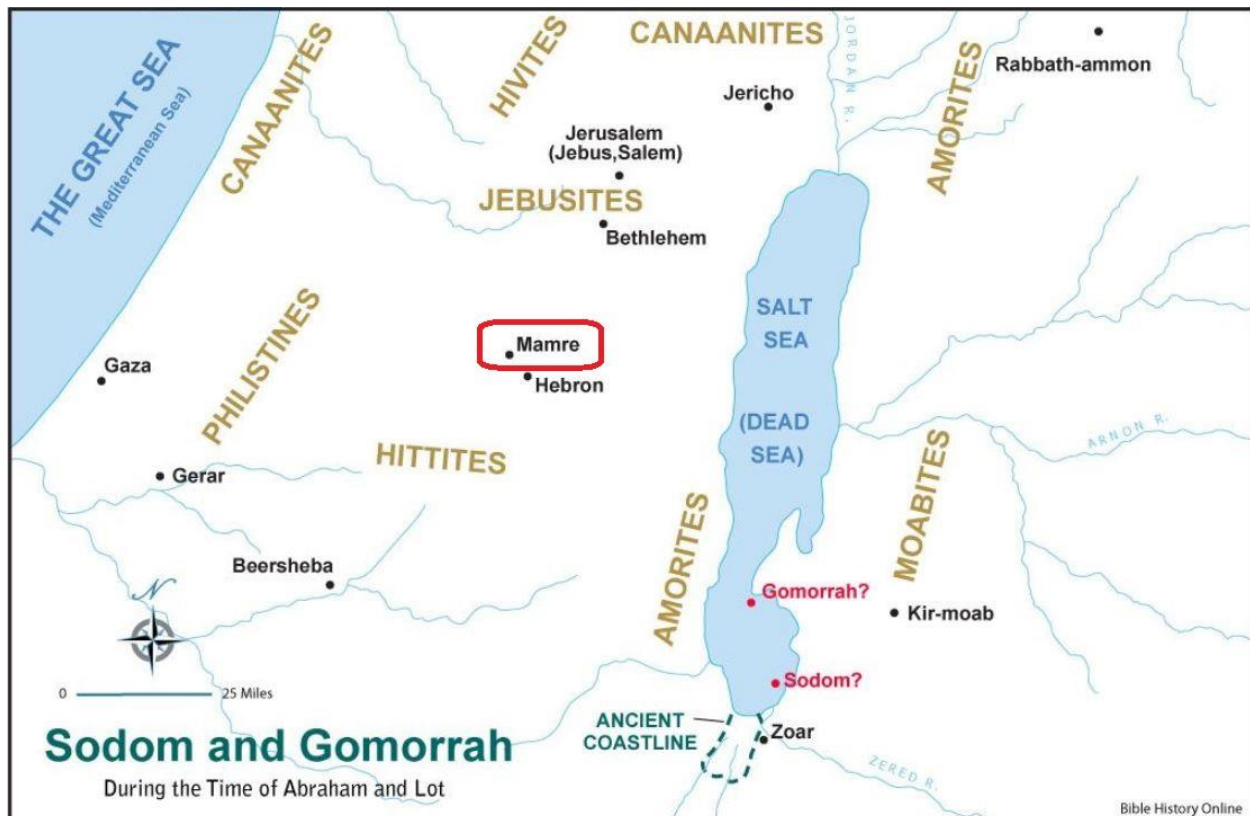 THE GREAT SEA
(Mediterranean Sea)
CANAANITES
HIVITES
CANAANITES
JORDAN R.
Rabbath-ammon
Jericho
AMORITES
Jerusalem
(Jebus,Salem)
JEBUSITES
Bethlehem
SALT
SEA
(DEAD
SEA)
Mamre
Hebron
Gaza
PHILISTINES
HITTITES
Gerar
ARNON R.
MOABITES
AMORITES
Beersheba
Gomorrah?
Kir-moab
N
Sodom?
0 25 Miles
ANCIENT
COASTLINE
Zoar
ZERED R.
Sodom and Gomorrah
During the Time of Abraham and Lot
Bible History Online